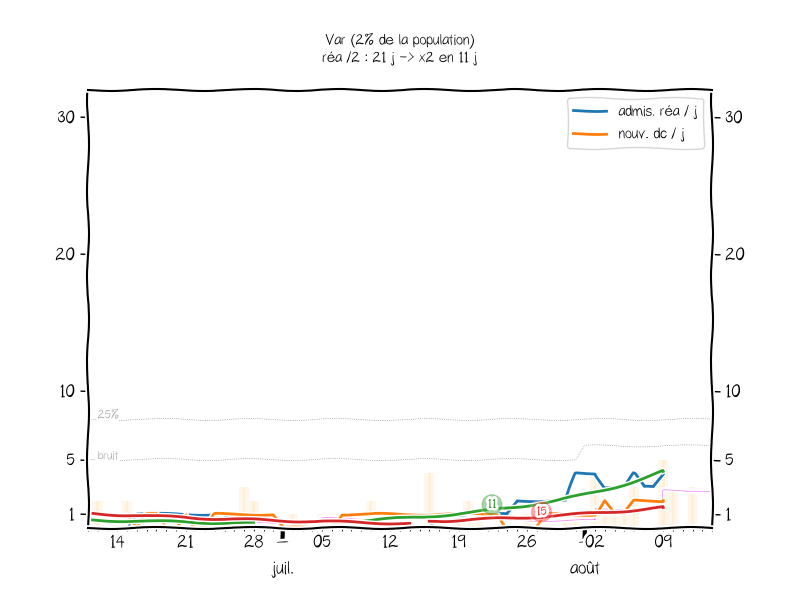 Var (2% de la population)
réa /2 : 21 j -> x2 en 11 j
admis. réa / j
nouv. dc / j
30
30
20
20
10
10
25%
bruit
5
5
11
15
1
1
14 21 28 05 12 19 26 02 09
juil. août